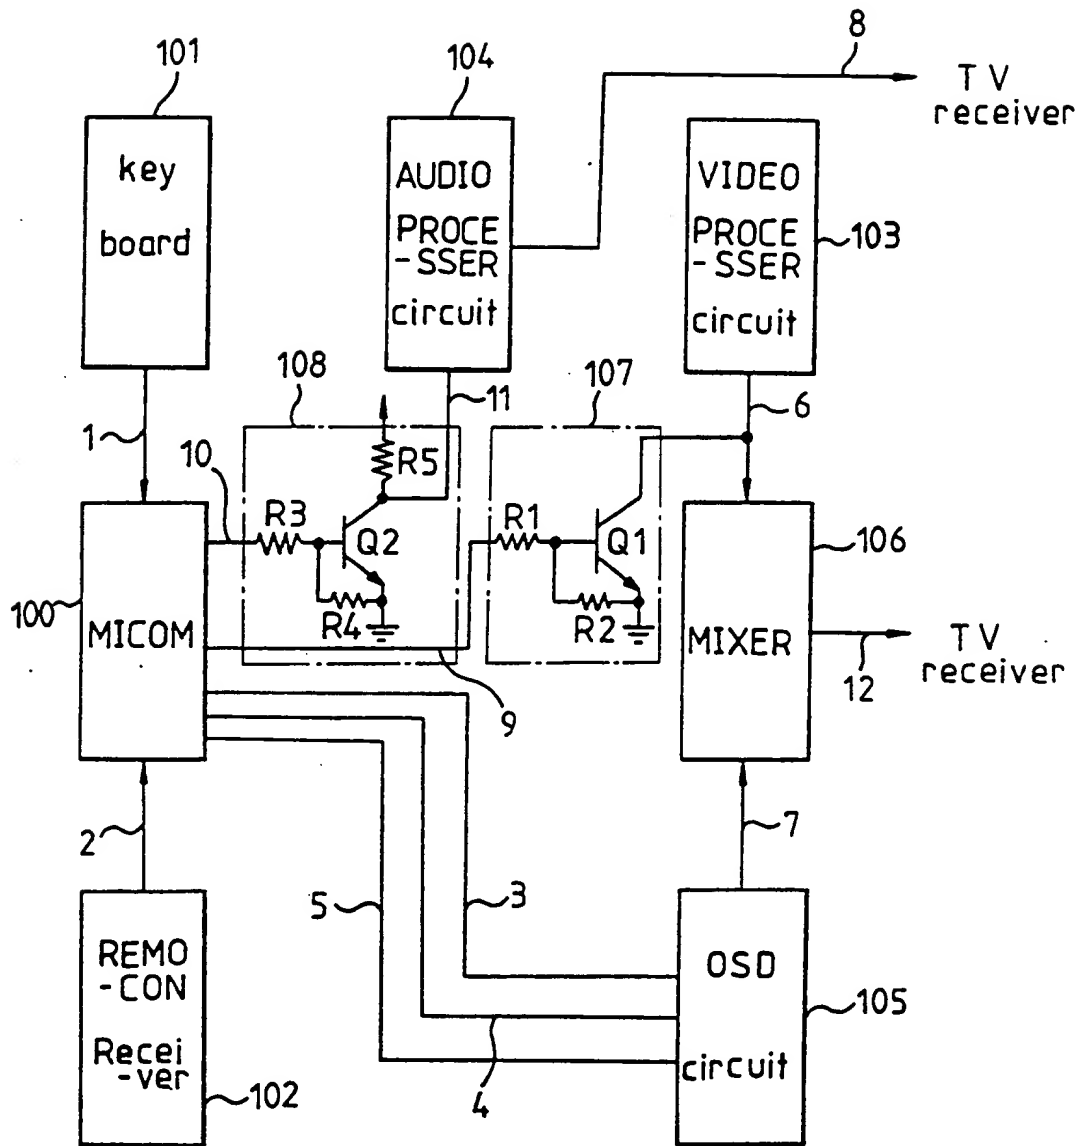 101
key
board
104
AUDIO
PROCE
-SSER
circuit
8
TV
receiver
VIDEO
PROCE
-SSER
circuit
103
1
108
11
107
6
10
R5
R3
Q2
R4
R1
Q1
R2
100
MICOM
9
106
MIXER
12
TV
receiver
2
5
3
7
REMO
-CON
Recei
-ver
102
4
OSD
circuit
105